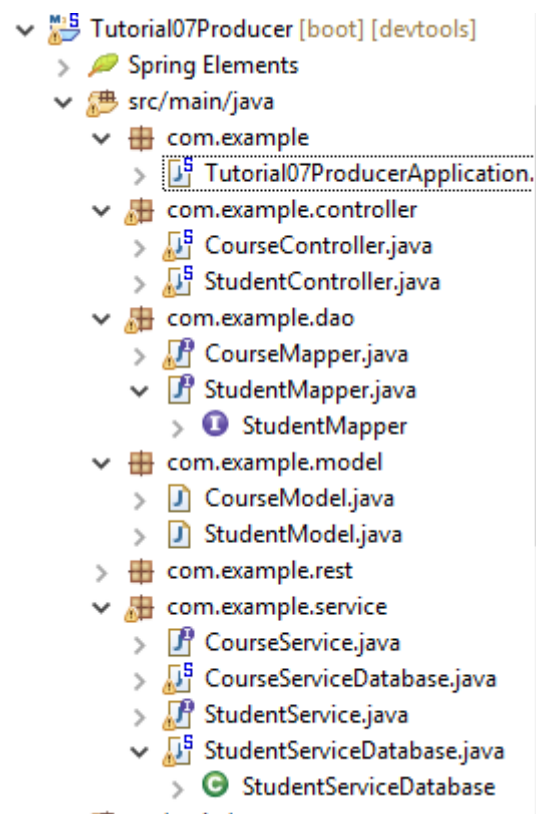 Tutorial07Producer [boot] [devtools]
Spring Elements
src/main/java
com.example
Tutorial07ProducerApplication.
com.example.controller
CourseController.java
StudentController.java
com.example.dao
CourseMapper.java
StudentMapper.java
StudentMapper
com.example.model
CourseModel.java
StudentModel.java
com.example.rest
com.example.service
CourseService.java
CourseServiceDatabase.java
StudentService.java
StudentServiceDatabase.java
StudentServiceDatabase